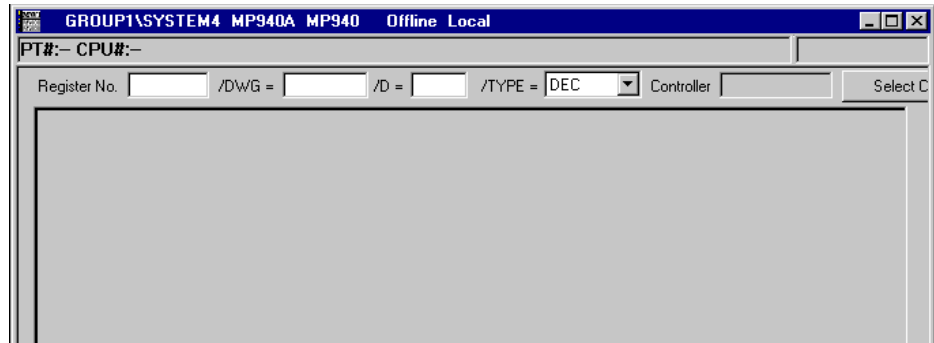 GROUP1\SYSTEM4 MP940A MP940 Offline Local
PT#:– CPU#:–
Register No. /DWG = /D = /TYPE = DEC Controller Select C